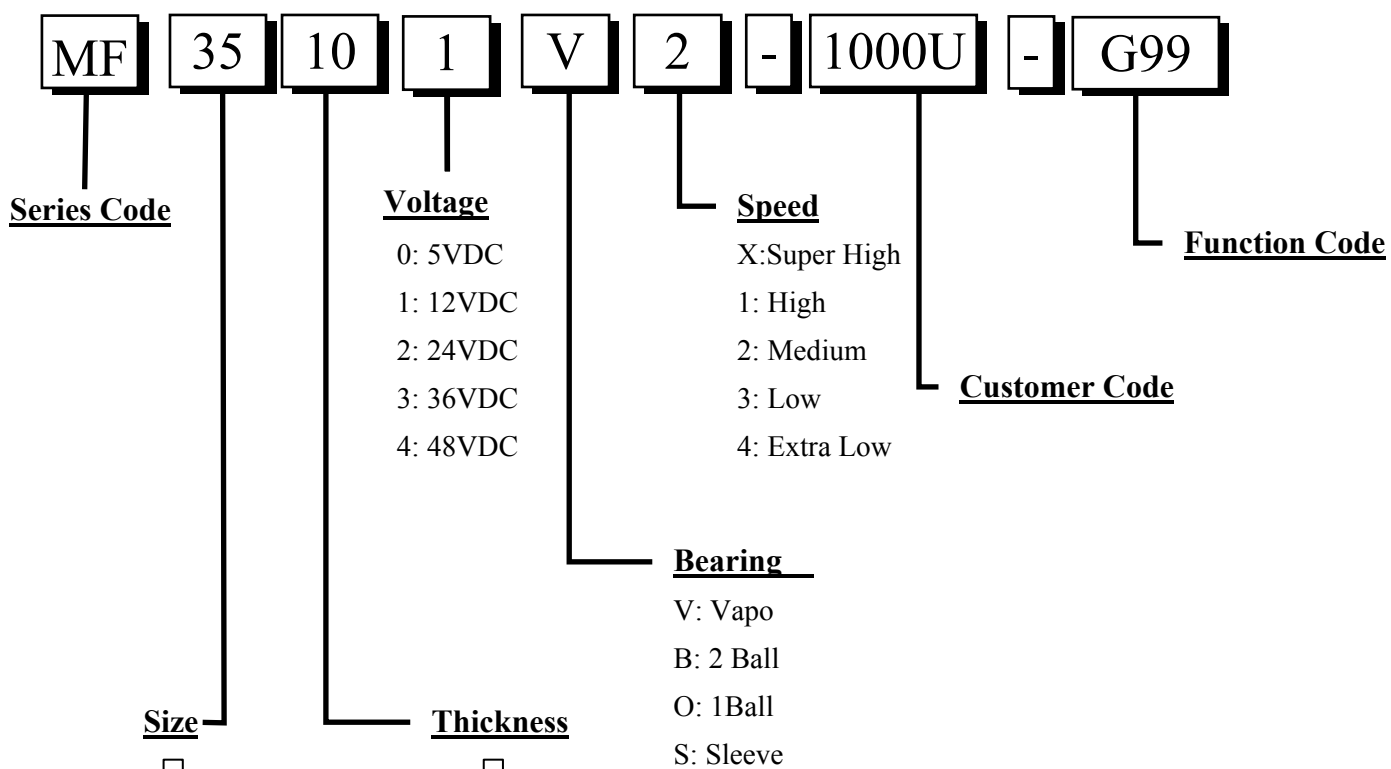 MF 35 10 1 V 2 - 1000U - G99
Series Code
Voltage
0: 5VDC
1: 12VDC
2: 24VDC
3: 36VDC
4: 48VDC
Speed
X:Super High
1: High
2: Medium
3: Low
4: Extra Low
Function Code
Customer Code
Bearing
V: Vapo
B: 2 Ball
O: 1Ball
S: Sleeve
Size
Thickness